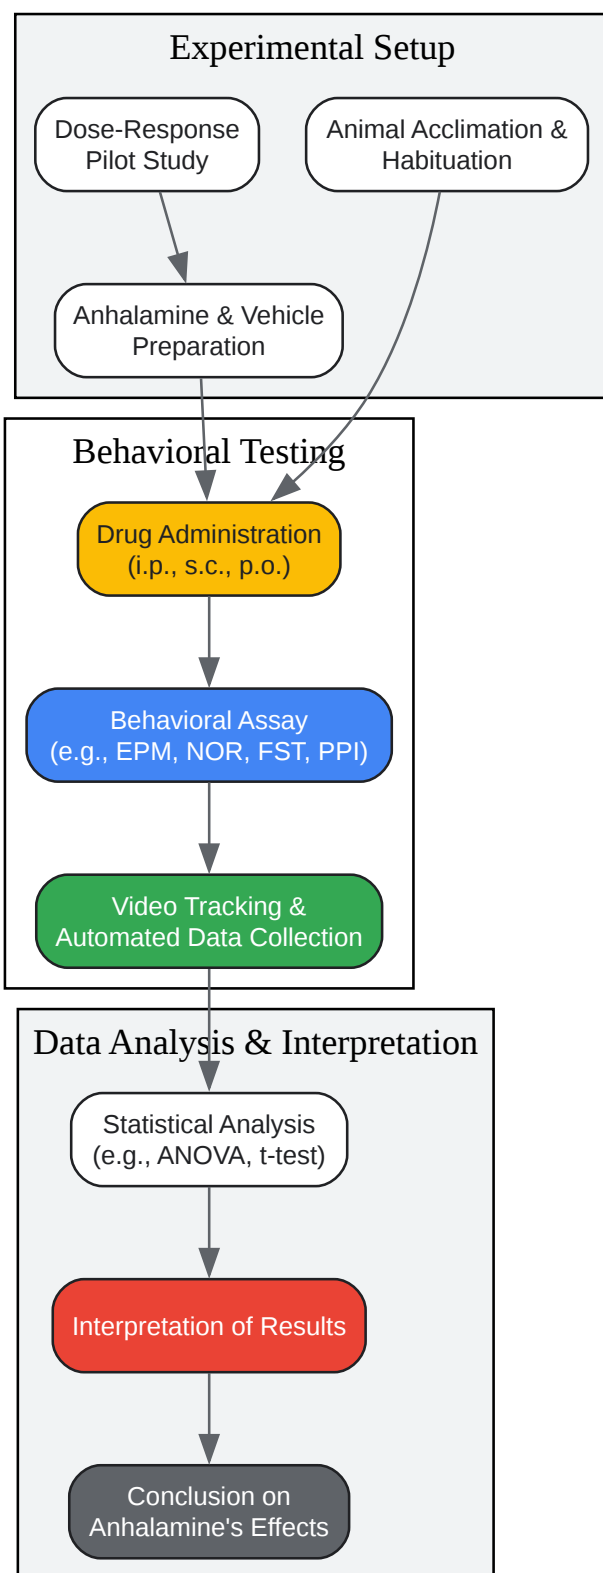 Experimental Setup
Dose-Response
Pilot Study
Animal Acclimation &
Habituation
Anhalamine & Vehicle
Preparation
Behavioral Testing
Drug Administration
(i.p., s.c., p.o.)
Behavioral Assay
(e.g., EPM, NOR, FST, PPI)
Video Tracking &
Automated Data Collection
Data Analysis & Interpretation
Statistical Analysis
(e.g., ANOVA, t-test)
Interpretation of Results
Conclusion on
Anhalamine's Effects